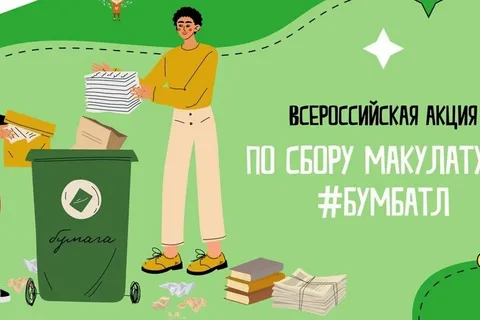 ВСЕРОССИЙСКАЯ АКЦИЯ
ПО СБОРУ МАКУЛАТУ
#БУМБАТЛ
бумага